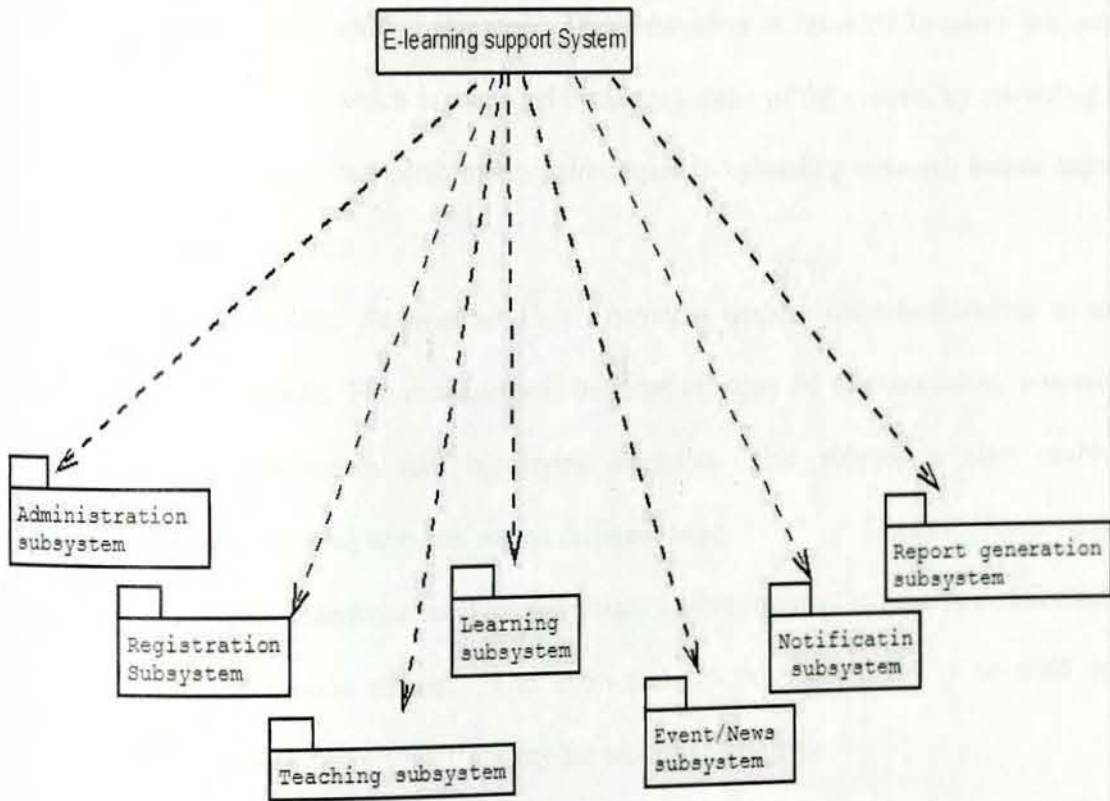 E-learning support System
Administration
subsystem
Registration
Subsystem
Teaching subsystem
Learning
subsystem
Event/News
subsystem
Notificatin
subsystem
Report generation
subsystem